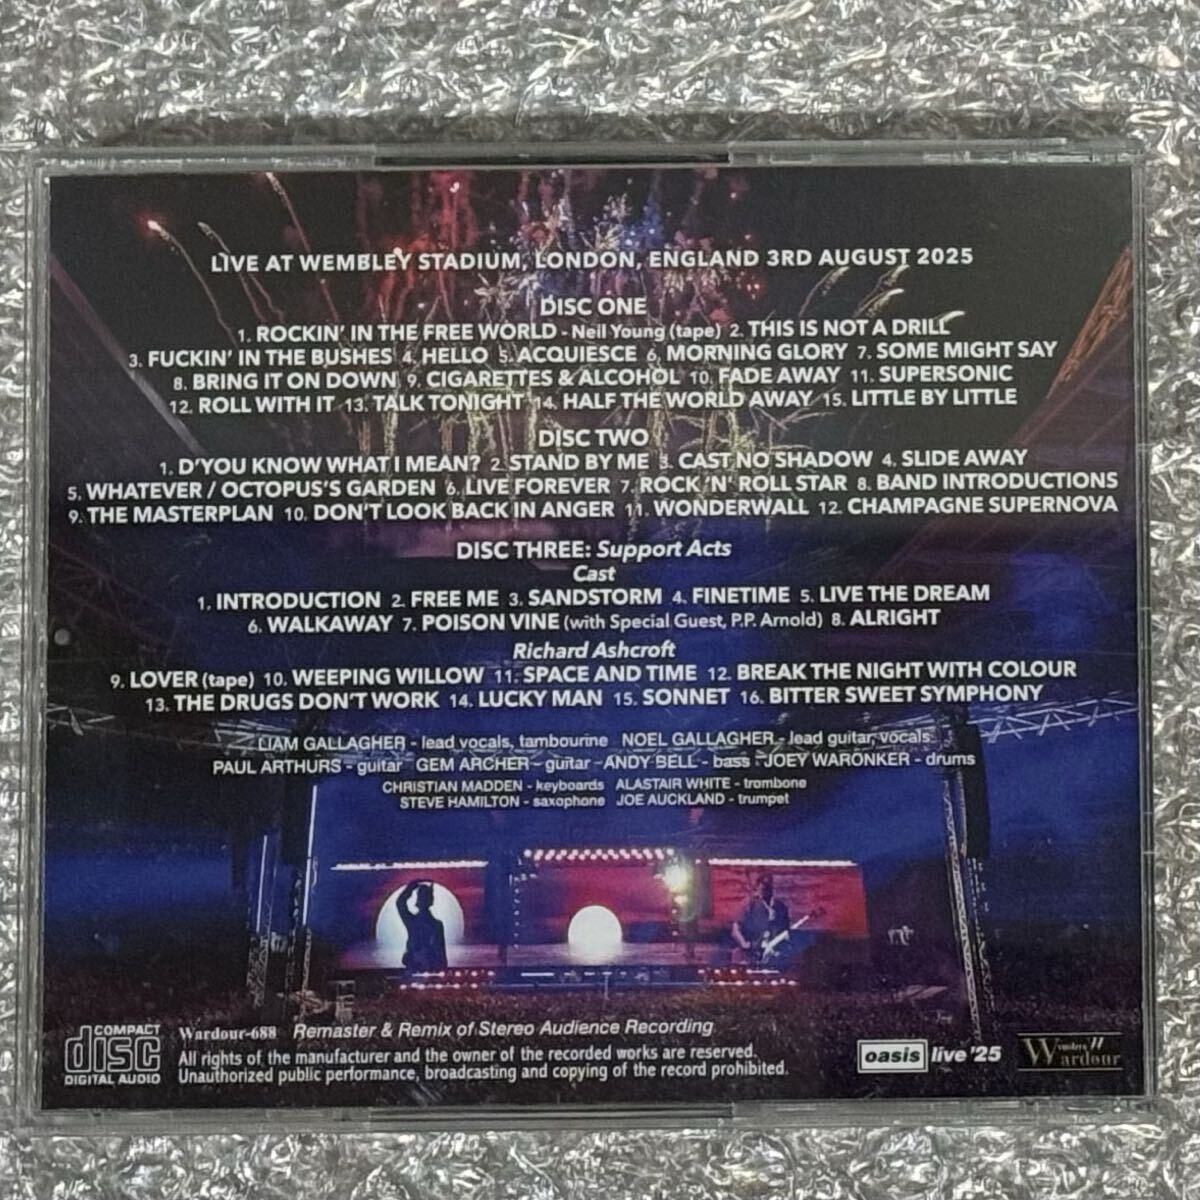 LIVE AT WEMBLEY STADIUM, LONDON, ENGLAND 3RD AUGUST 2025
DISC ONE
1. ROCKIN' IN THE FREE WORLD - Neil Young (tape) 2. THIS IS NOT A DRILL
3. FUCKIN' IN THE BUSHES 4. HELLO 5. ACQUIESCE 6. MORNING GLORY 7. SOME MIGHT SAY
8. BRING IT ON DOWN 9. CIGARETTES & ALCOHOL 10. FADE AWAY 11. SUPERSONIC
12. ROLL WITH IT 13. TALK TONIGHT 14. HALF THE WORLD AWAY 15. LITTLE BY LITTLE
DISC TWO
1. D'YOU KNOW WHAT I MEAN? 2. STAND BY ME 3. CAST NO SHADOW 4. SLIDE AWAY
5. WHATEVER / OCTOPUS'S GARDEN 6. LIVE FOREVER 7. ROCK 'N' ROLL STAR 8. BAND INTRODUCTIONS
9. THE MASTERPLAN 10. DON'T LOOK BACK IN ANGER 11. WONDERWALL 12. CHAMPAGNE SUPERNOVA
DISC THREE: Support Acts
Cast
1. INTRODUCTION 2. FREE ME 3. SANDSTORM 4. FINETIME 5. LIVE THE DREAM
6. WALKAWAY 7. POISON VINE (with Special Guest, P.P. Arnold) 8. ALRIGHT
Richard Ashcroft
9. LOVER (tape) 10. WEEPING WILLOW 11. SPACE AND TIME 12. BREAK THE NIGHT WITH COLOUR
13. THE DRUGS DON'T WORK 14. LUCKY MAN 15. SONNET 16. BITTER SWEET SYMPHONY
LIAM GALLAGHER - lead vocals, tambourine NOEL GALLAGHER - lead guitar, vocals
PAUL ARTHURS - guitar GEM ARCHER - guitar ANDY BELL - bass JOEY WARONKER - drums
CHRISTIAN MADDEN - keyboards ALASTAIR WHITE - trombone
STEVE HAMILTON - saxophone JOE AUCKLAND - trumpet
COMPACT disc DIGITAL AUDIO
Wardour-688 Remaster & Remix of Stereo Audience Recording
All rights of the manufacturer and the owner of the recorded works are reserved.
Unauthorized public performance, broadcasting and copying of the record prohibited.
oasis live '25
Wardour